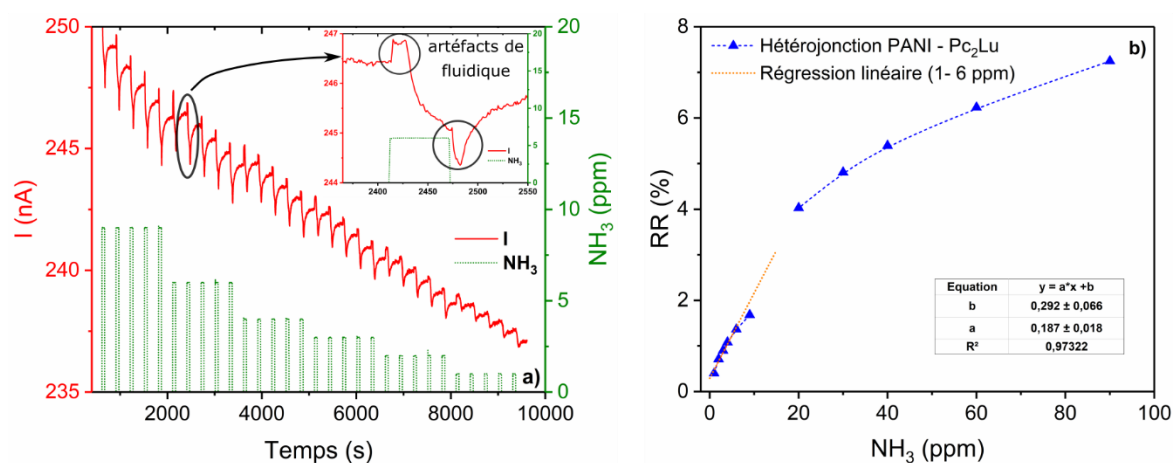 250
245
240
235
I (nA)
2000
4000
6000
8000
10000
Temps (s)
20
15
10
5
0
NH₃ (ppm)
247
246
245
244
2400
2450
2500
2550
20
15
10
5
0
artéfacts de
fluidique
I
NH₃
I
NH₃
a)
8
6
4
2
0
RR (%)
0
20
40
60
80
100
NH₃ (ppm)
Hétérojonction PANI - Pc₂Lu
Régression linéaire (1- 6 ppm)
b)
Equation y = a*x +b
b 0,292 ± 0,066
a 0,187 ± 0,018
R² 0,97322